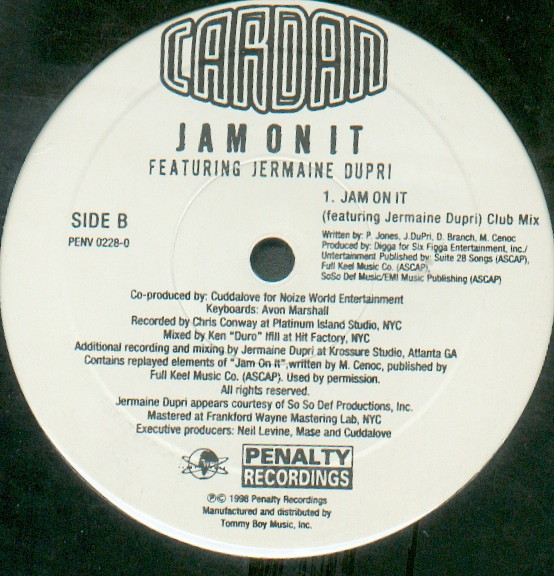 CARDAN
JAM ON IT
FEATURING JERMAINE DUPRI
1. JAM ON IT
(featuring Jermaine Dupri) Club Mix
SIDE B
PENV 0228-0
Written by: P. Jones, J.DuPri, D. Branch, M. Cenoc
Produced by: Digga for Six Figga Entertainment, Inc./
Untertainment Published by: Suite 28 Songs (ASCAP),
Full Keel Music Co. (ASCAP),
SoSo Def Music/EMI Music Publishing (ASCAP)
Co-produced by: Cuddalove for Noize World Entertainment
Keyboards: Avon Marshall
Recorded by Chris Conway at Platinum Island Studio, NYC
Mixed by Ken "Duro" Ifill at Hit Factory, NYC
Additional recording and mixing by Jermaine Dupri at Krossure Studio, Atlanta GA
Contains replayed elements of "Jam On It",written by M. Cenoc, published by
Full Keel Music Co. (ASCAP). Used by permission.
All rights reserved.
Jermaine Dupri appears courtesy of So So Def Productions, Inc.
Mastered at Frankford Wayne Mastering Lab, NYC
Executive producers: Neil Levine, Mase and Cuddalove
PENALTY
RECORDINGS
℗© 1998 Penalty Recordings
Manufactured and distributed by
Tommy Boy Music, Inc.